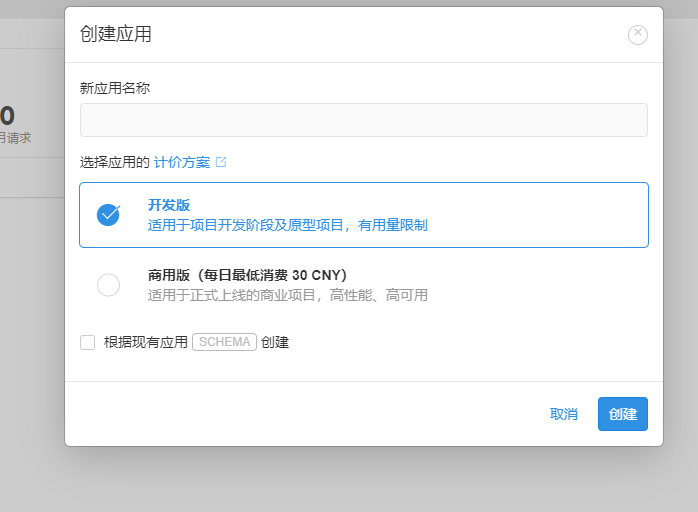 创建应用
新应用名称
0
月请求
选择应用的 计价方案
开发版
适用于项目开发阶段及原型项目，有用量限制
商用版（每日最低消费 30 CNY）
适用于正式上线的商业项目，高性能、高可用
根据现有应用 SCHEMA 创建
取消 创建